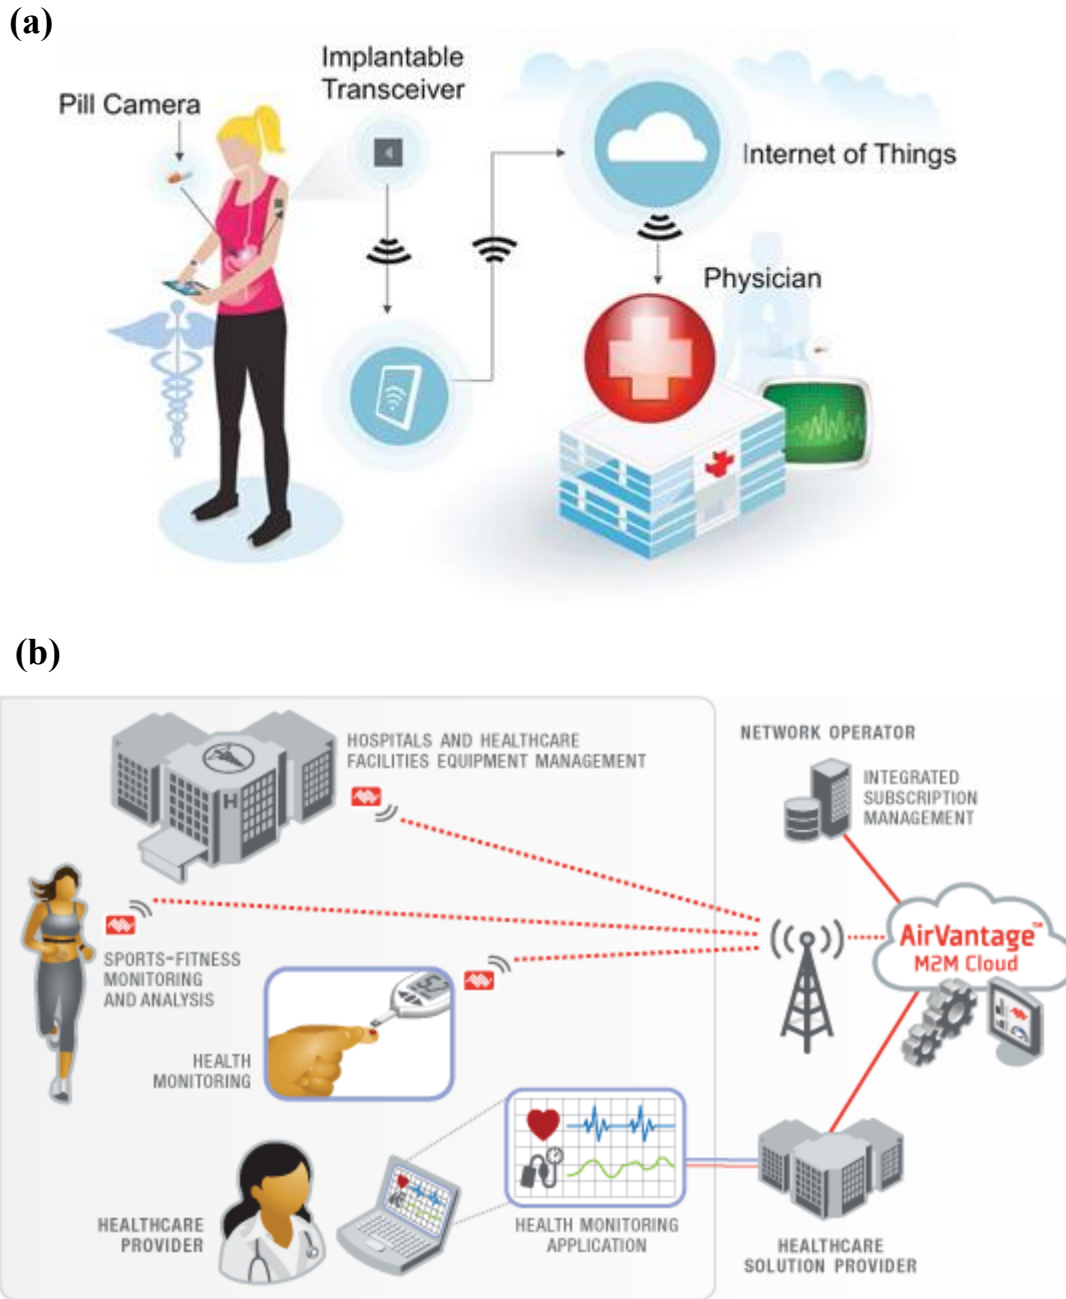 (a)
Pill Camera
Implantable
Transceiver
Internet of Things
Physician
(b)
HOSPITALS AND HEALTHCARE
FACILITIES EQUIPMENT MANAGEMENT
H
SPORTS-FITNESS
MONITORING
AND ANALYSIS
HEALTH
MONITORING
HEALTHCARE
PROVIDER
HEALTH MONITORING
APPLICATION
NETWORK OPERATOR
INTEGRATED
SUBSCRIPTION
MANAGEMENT
AirVantage™
M2M Cloud
HEALTHCARE
SOLUTION PROVIDER